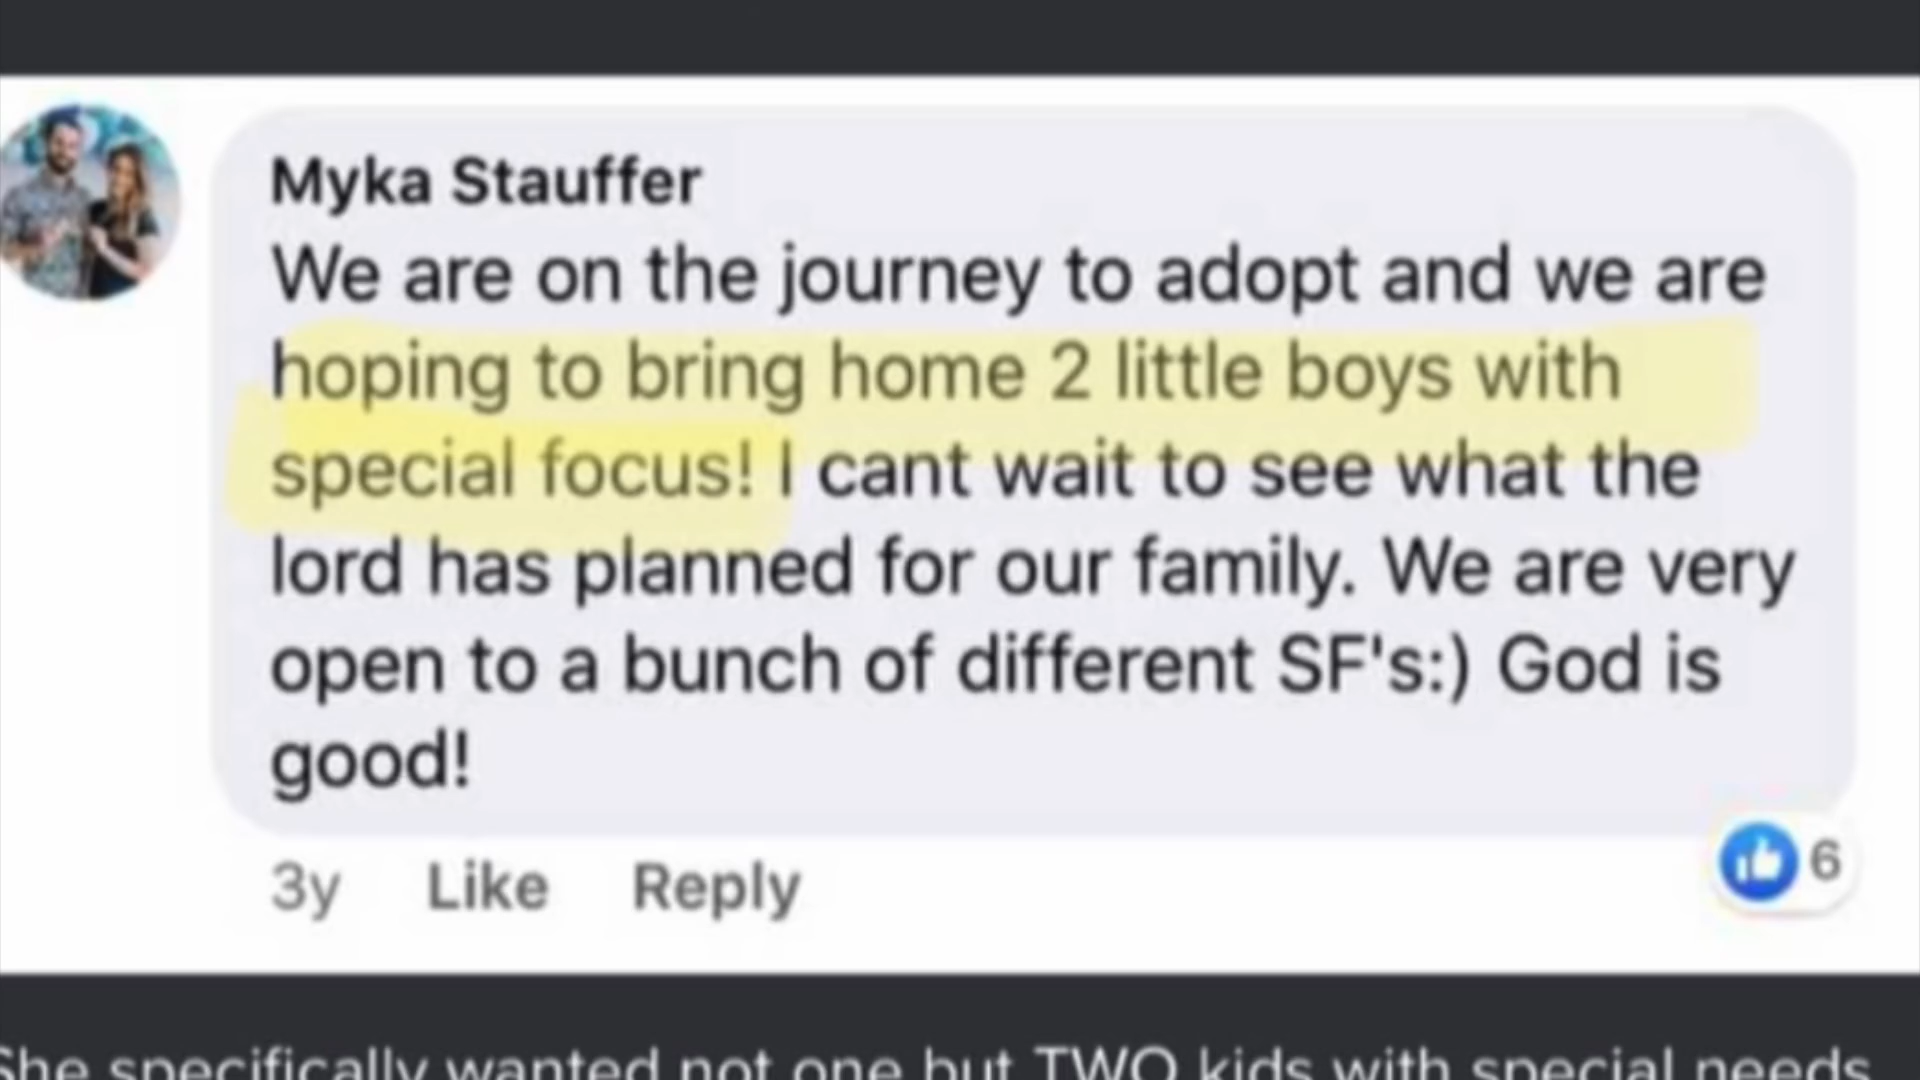 Myka Stauffer
We are on the journey to adopt and we are
hoping to bring home 2 little boys with
special focus! I cant wait to see what the
lord has planned for our family. We are very
open to a bunch of different SF's:) God is
good!
3y Like Reply
6
She specifically wanted not one but TWO kids with special needs